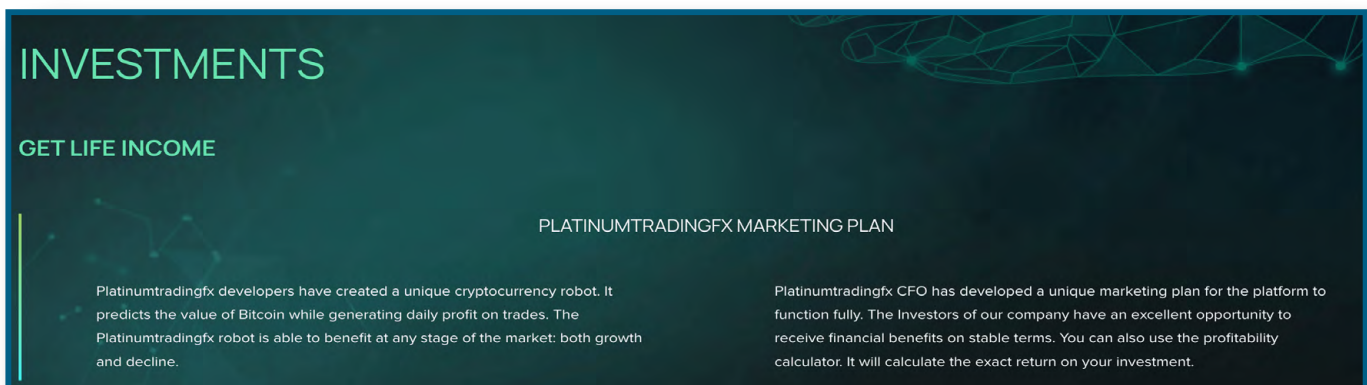 INVESTMENTS
GET LIFE INCOME
PLATINUMTRADINGFX MARKETING PLAN
Platinumtradingfx developers have created a unique cryptocurrency robot. It
predicts the value of Bitcoin while generating daily profit on trades. The
Platinumtradingfx robot is able to benefit at any stage of the market: both growth
and decline.
Platinumtradingfx CFO has developed a unique marketing plan for the platform to
function fully. The Investors of our company have an excellent opportunity to
receive financial benefits on stable terms. You can also use the profitability
calculator. It will calculate the exact return on your investment.